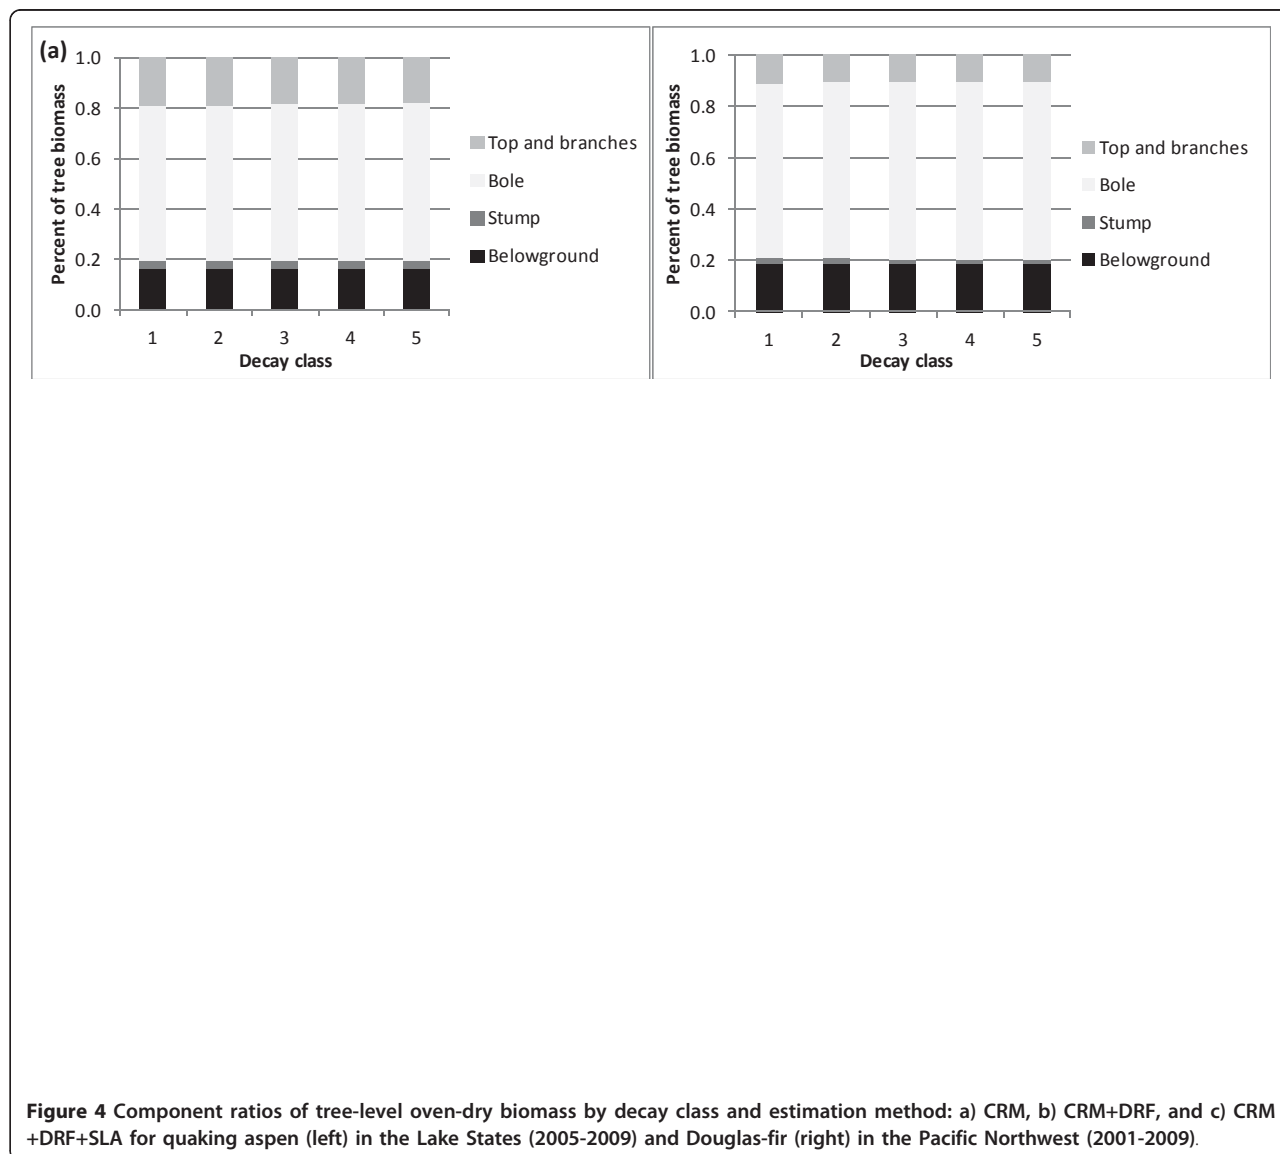 (a)
Percent of tree biomass
1.0
0.8
0.6
0.4
0.2
0.0
1 2 3 4 5
Decay class
Top and branches
Bole
Stump
Belowground
Percent of tree biomass
1.0
0.8
0.6
0.4
0.2
0.0
1 2 3 4 5
Decay class
Top and branches
Bole
Stump
Belowground
Figure 4 Component ratios of tree-level oven-dry biomass by decay class and estimation method: a) CRM, b) CRM+DRF, and c) CRM
+DRF+SLA for quaking aspen (left) in the Lake States (2005-2009) and Douglas-fir (right) in the Pacific Northwest (2001-2009).